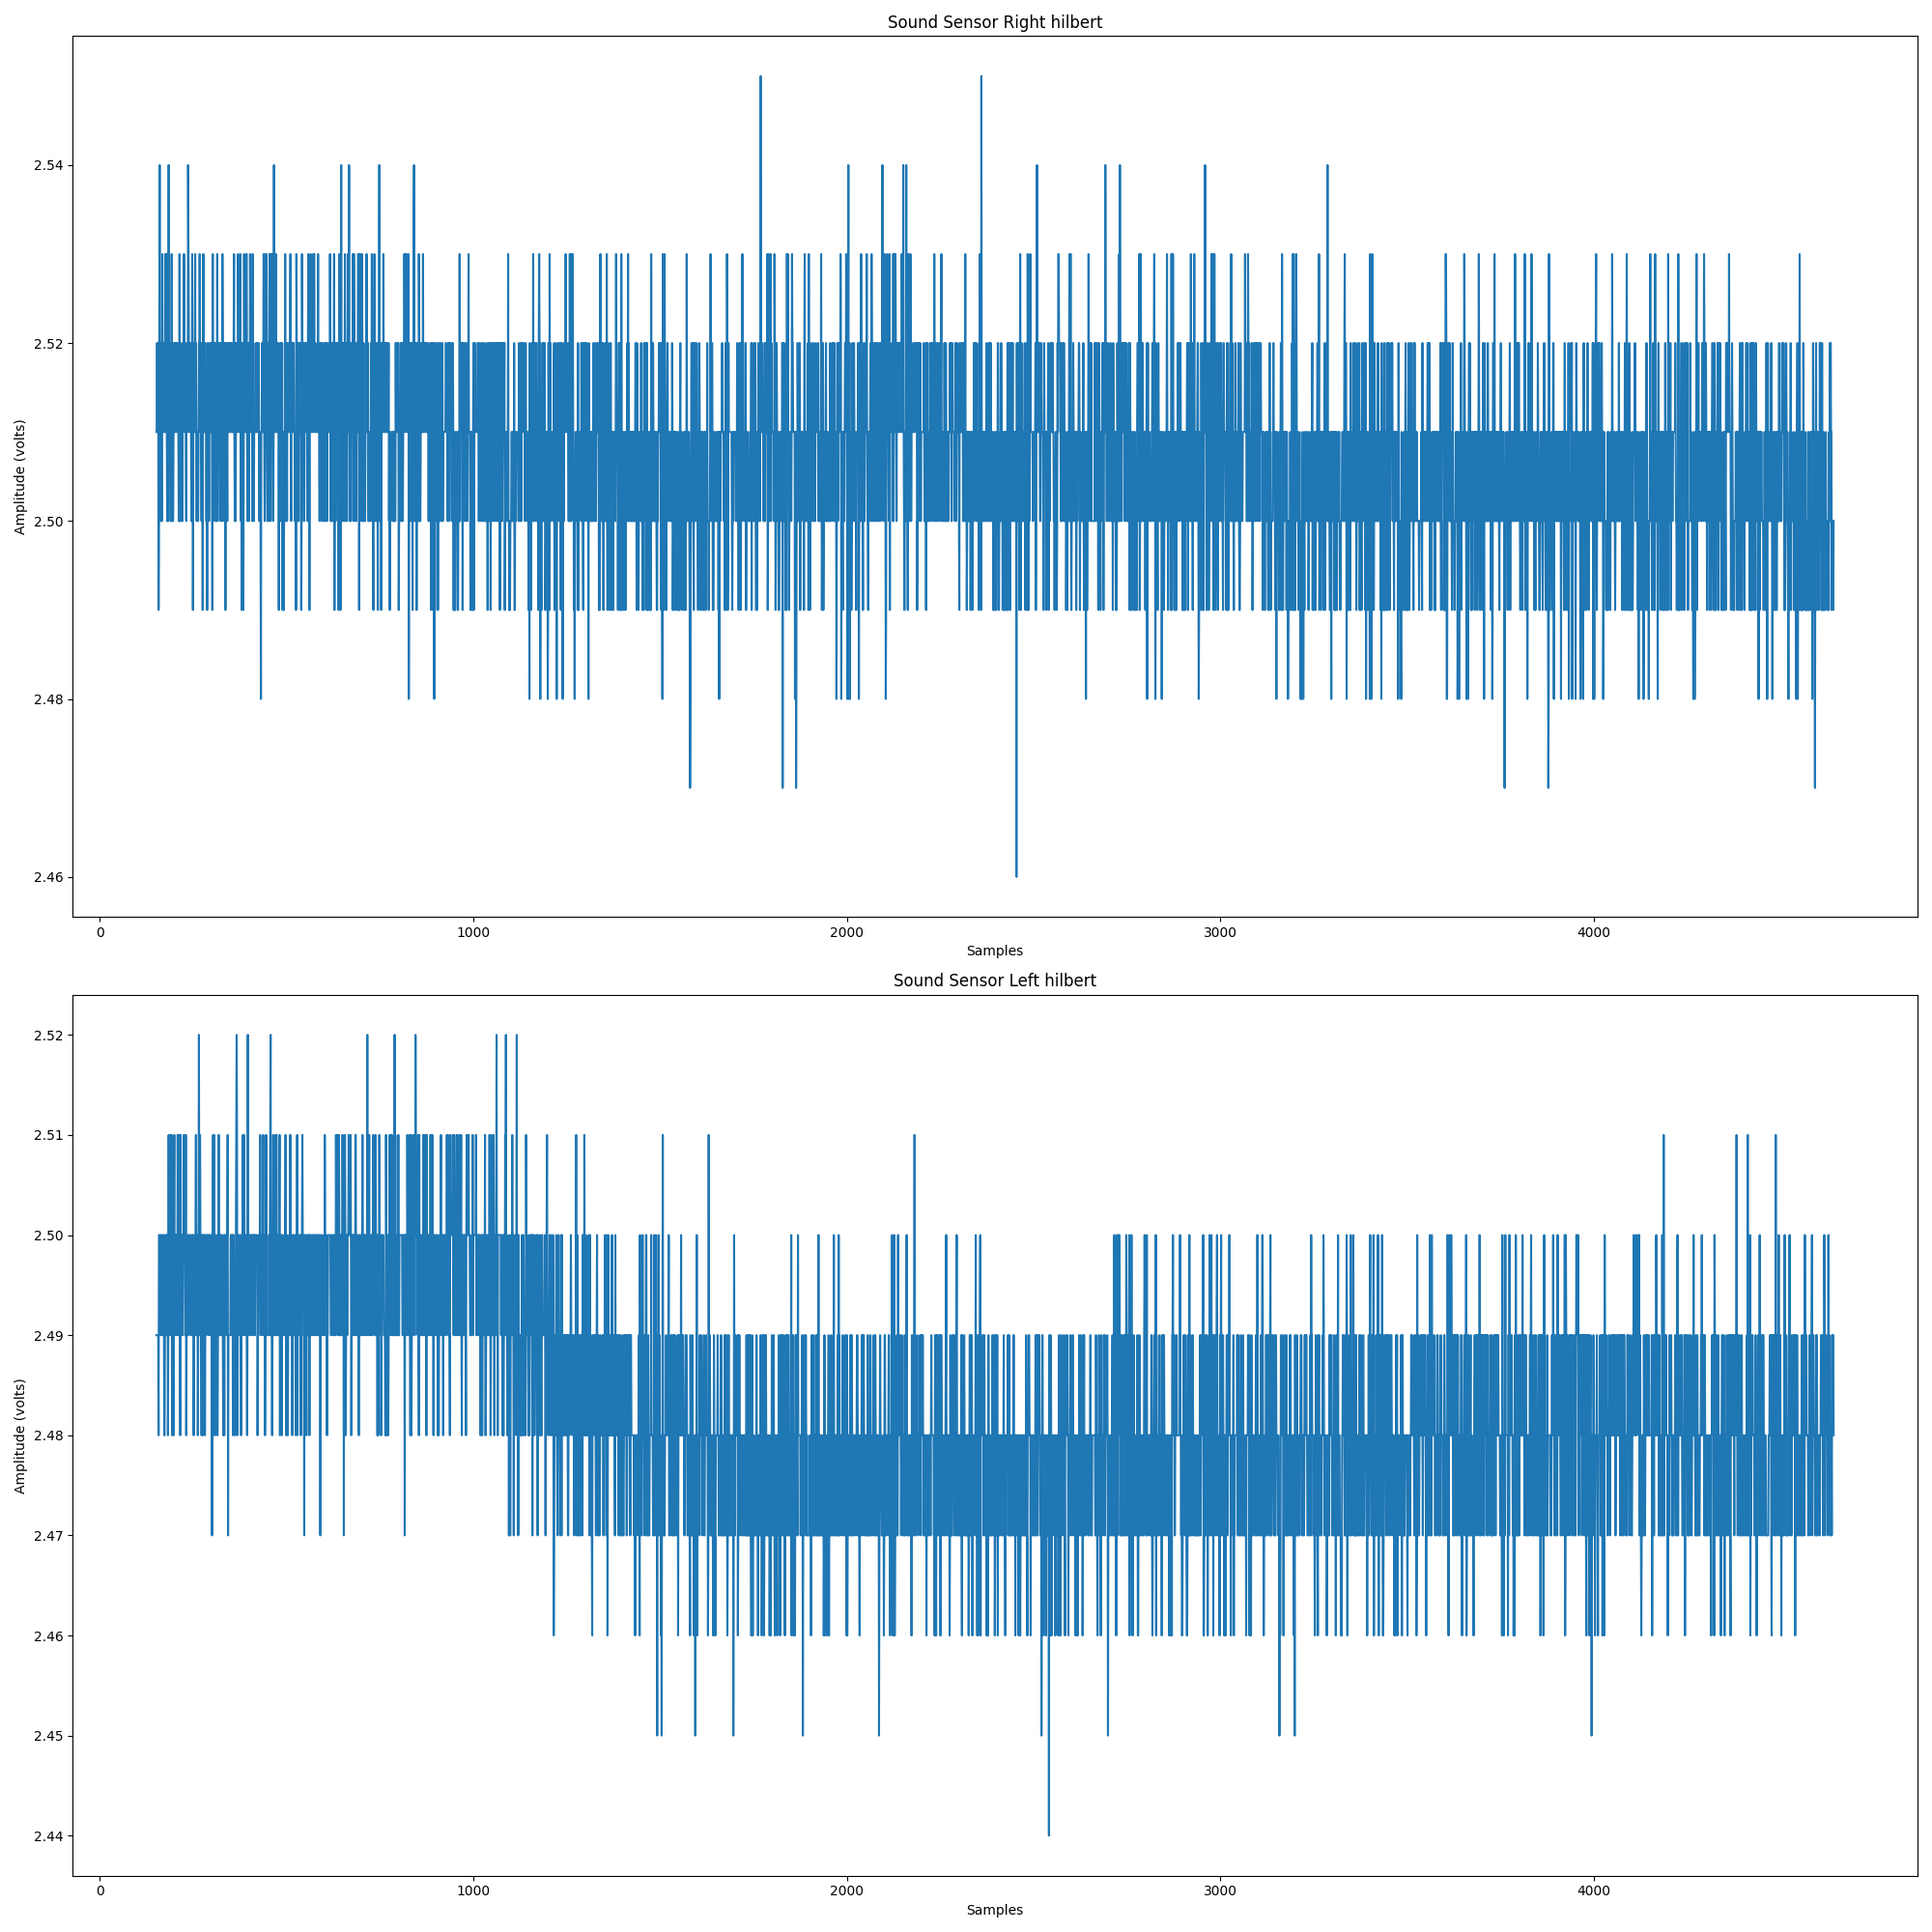 Sound Sensor Right hilbert
2.54
2.52
2.50
2.48
2.46
Amplitude (volts)
0 1000 2000 3000 4000
Samples
Sound Sensor Left hilbert
2.52
2.51
2.50
2.49
2.48
2.47
2.46
2.45
2.44
Amplitude (volts)
0 1000 2000 3000 4000
Samples